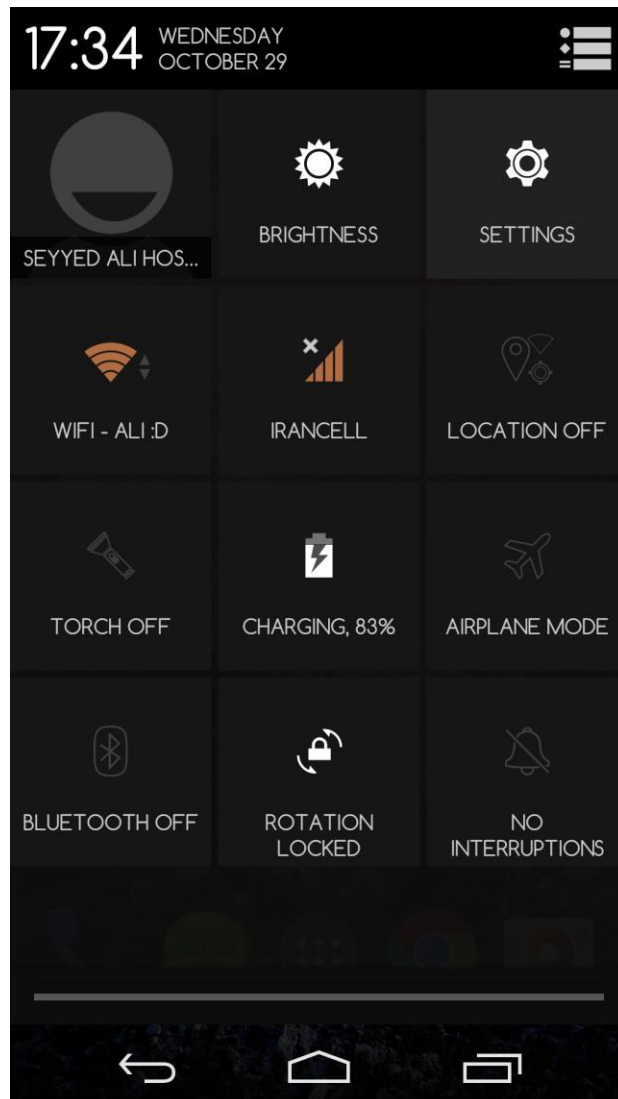 17:34 WEDNESDAY
OCTOBER 29
SEYYED ALI HOS...
BRIGHTNESS
SETTINGS
WIFI - ALI :D
IRANCELL
LOCATION OFF
TORCH OFF
CHARGING, 83%
AIRPLANE MODE
BLUETOOTH OFF
ROTATION
LOCKED
NO
INTERRUPTIONS